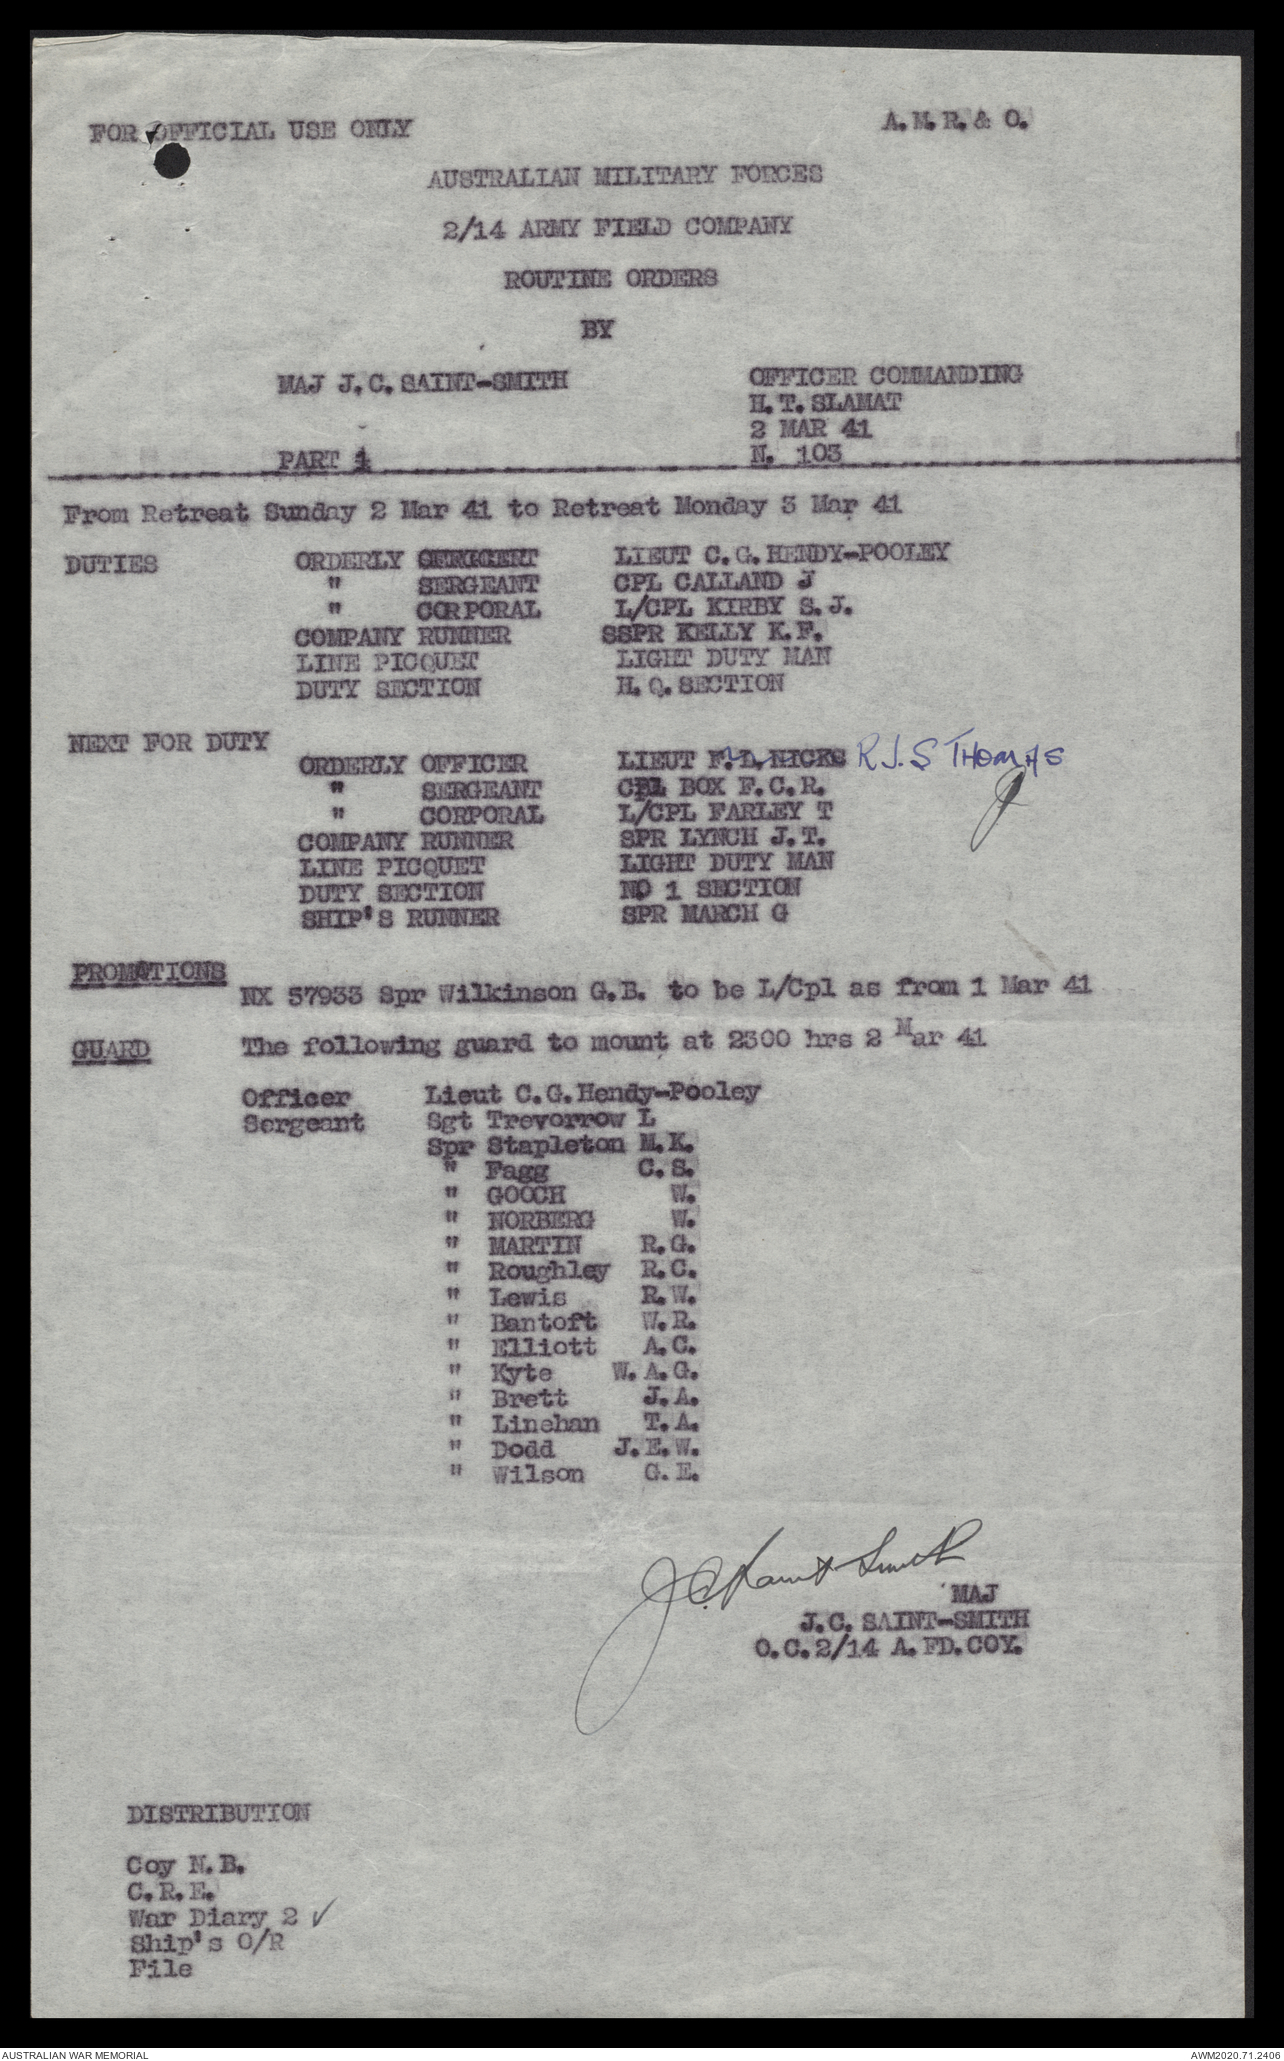 FOR OFFICIAL USE ONLY A.M.R.& O.
AUSTRALIAN MILITARY FORCES
2/14 ARMY FIELD COMPANY
ROUTINE ORDERS
BY
MAJ J.C.SAINT-SMITH OFFICER COMMANDING
H.T.SLAMAT
2 MAR 41
PART 1 N. 103
From Retreat Sunday 2 Mar 41 to Retreat Monday 3 Mar 41
DUTIES ORDERLY LIEUT C.G.HENDY-POOLEY
" SERGEANT CPL CALLAND J
" CORPORAL L/CPL KIRBY S.J.
COMPANY RUNNER SSPR KELLY K.F.
LINE PICQUET LIGHT DUTY MAN
DUTY SECTION H.Q.SECTION
NEXT FOR DUTY
ORDERLY OFFICER LIEUT F.L.HICKS R.J.S THOMAS
" SERGEANT CPL BOX F.C.R.
" CORPORAL L/CPL FARLEY T
COMPANY RUNNER SPR LYNCH J.T.
LINE PICQUET LIGHT DUTY MAN
DUTY SECTION NO 1 SECTION
SHIP'S RUNNER SPR MARCH G
PROMOTIONS
NX 57933 Spr Wilkinson G.B. to be L/Cpl as from 1 Mar 41
GUARD The following guard to mount at 2300 hrs 2 Mar 41
Officer Lieut C.G.Hendy-Pooley
Sergeant Sgt Trevorrow L
Spr Stapleton M.K.
" Fagg C.S.
" GOOCH W.
" NORBERG W.
" MARTIN R.G.
" Roughley R.C.
" Lewis R.W.
" Bantoft W.R.
" Elliott A.C.
" Kyte W.A.G.
" Brett J.A.
" Linehan T.A.
" Dodd J.E.W.
" Wilson G.E.
J C Saint-Smith
MAJ
J.C. SAINT-SMITH
O.C.2/14 A.FD.COY.
DISTRIBUTION
Coy N.B.
C.R.E.
War Diary 2 ✓
Ship's O/R
File
AUSTRALIAN WAR MEMORIAL AWM2020.71.2406